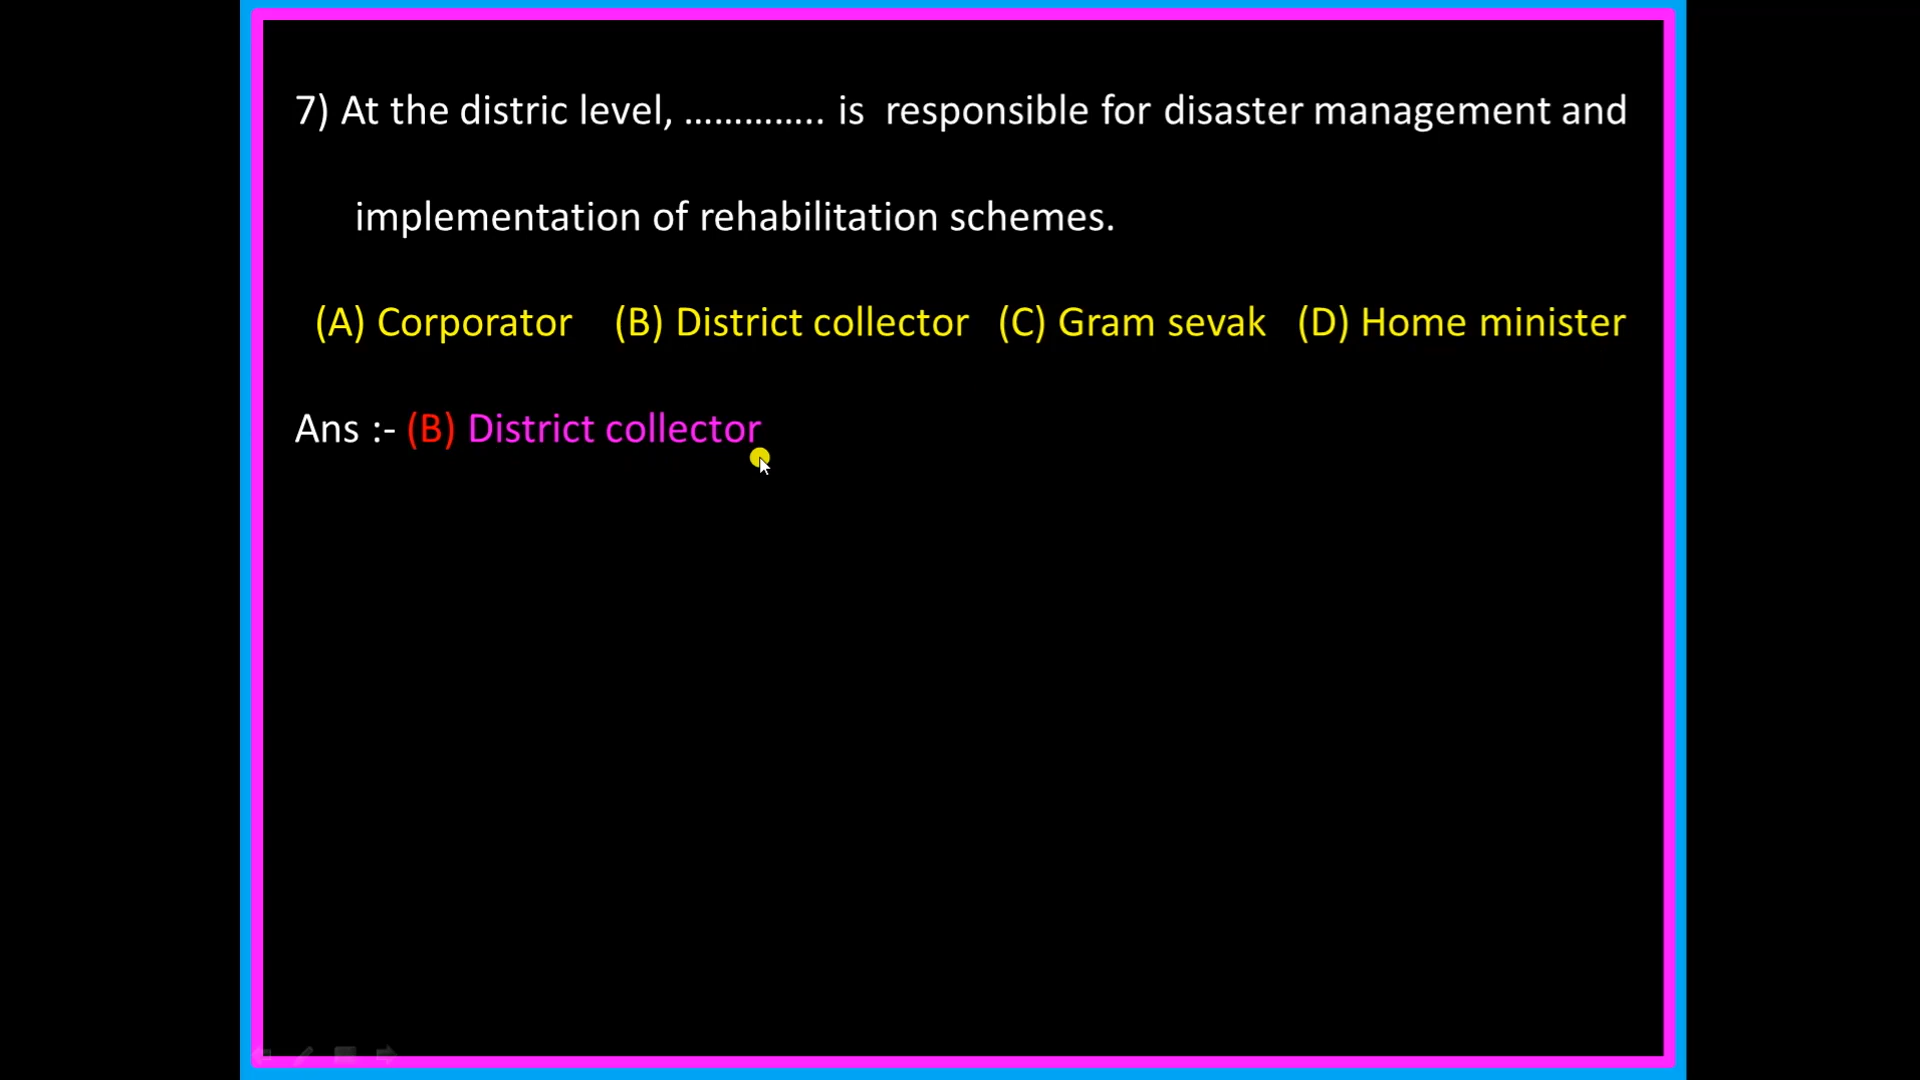 7) At the distric level, ………….. is responsible for disaster management and
implementation of rehabilitation schemes.
(A) Corporator (B) District collector (C) Gram sevak (D) Home minister
Ans :- (B) District collector